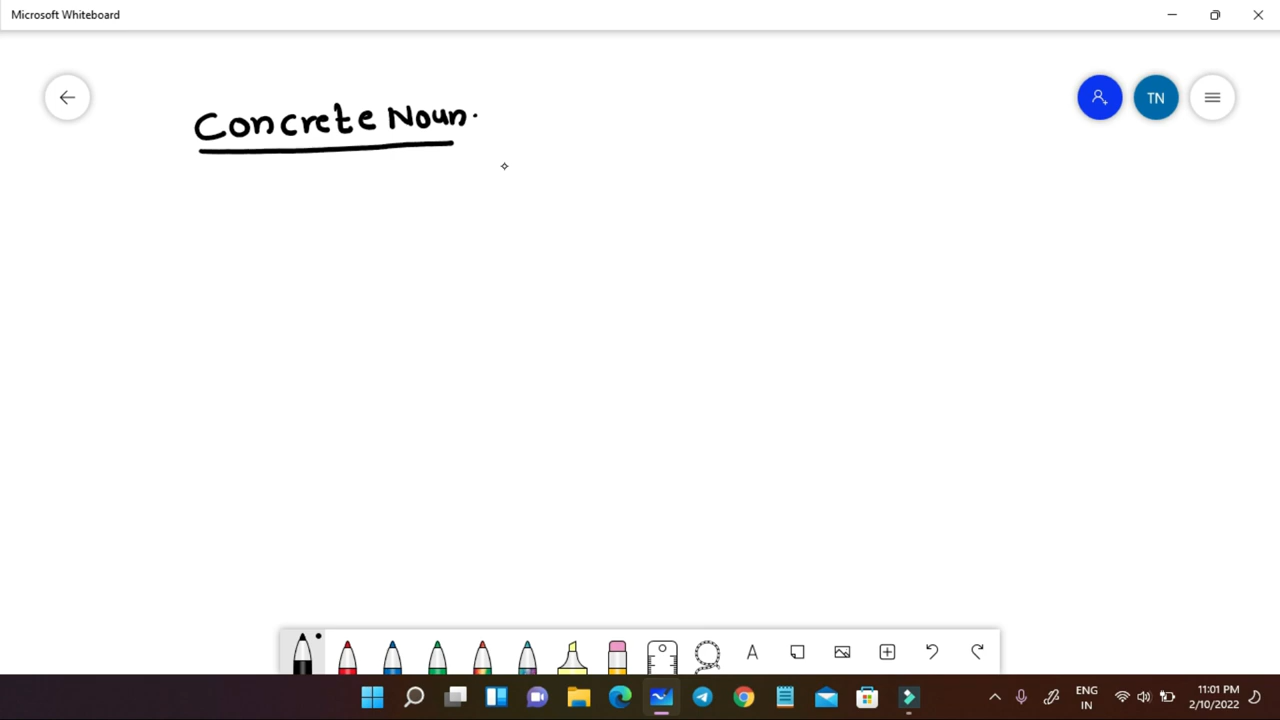 Microsoft Whiteboard
Concrete Noun.
TN
A
ENG
IN
11:01 PM
2/10/2022